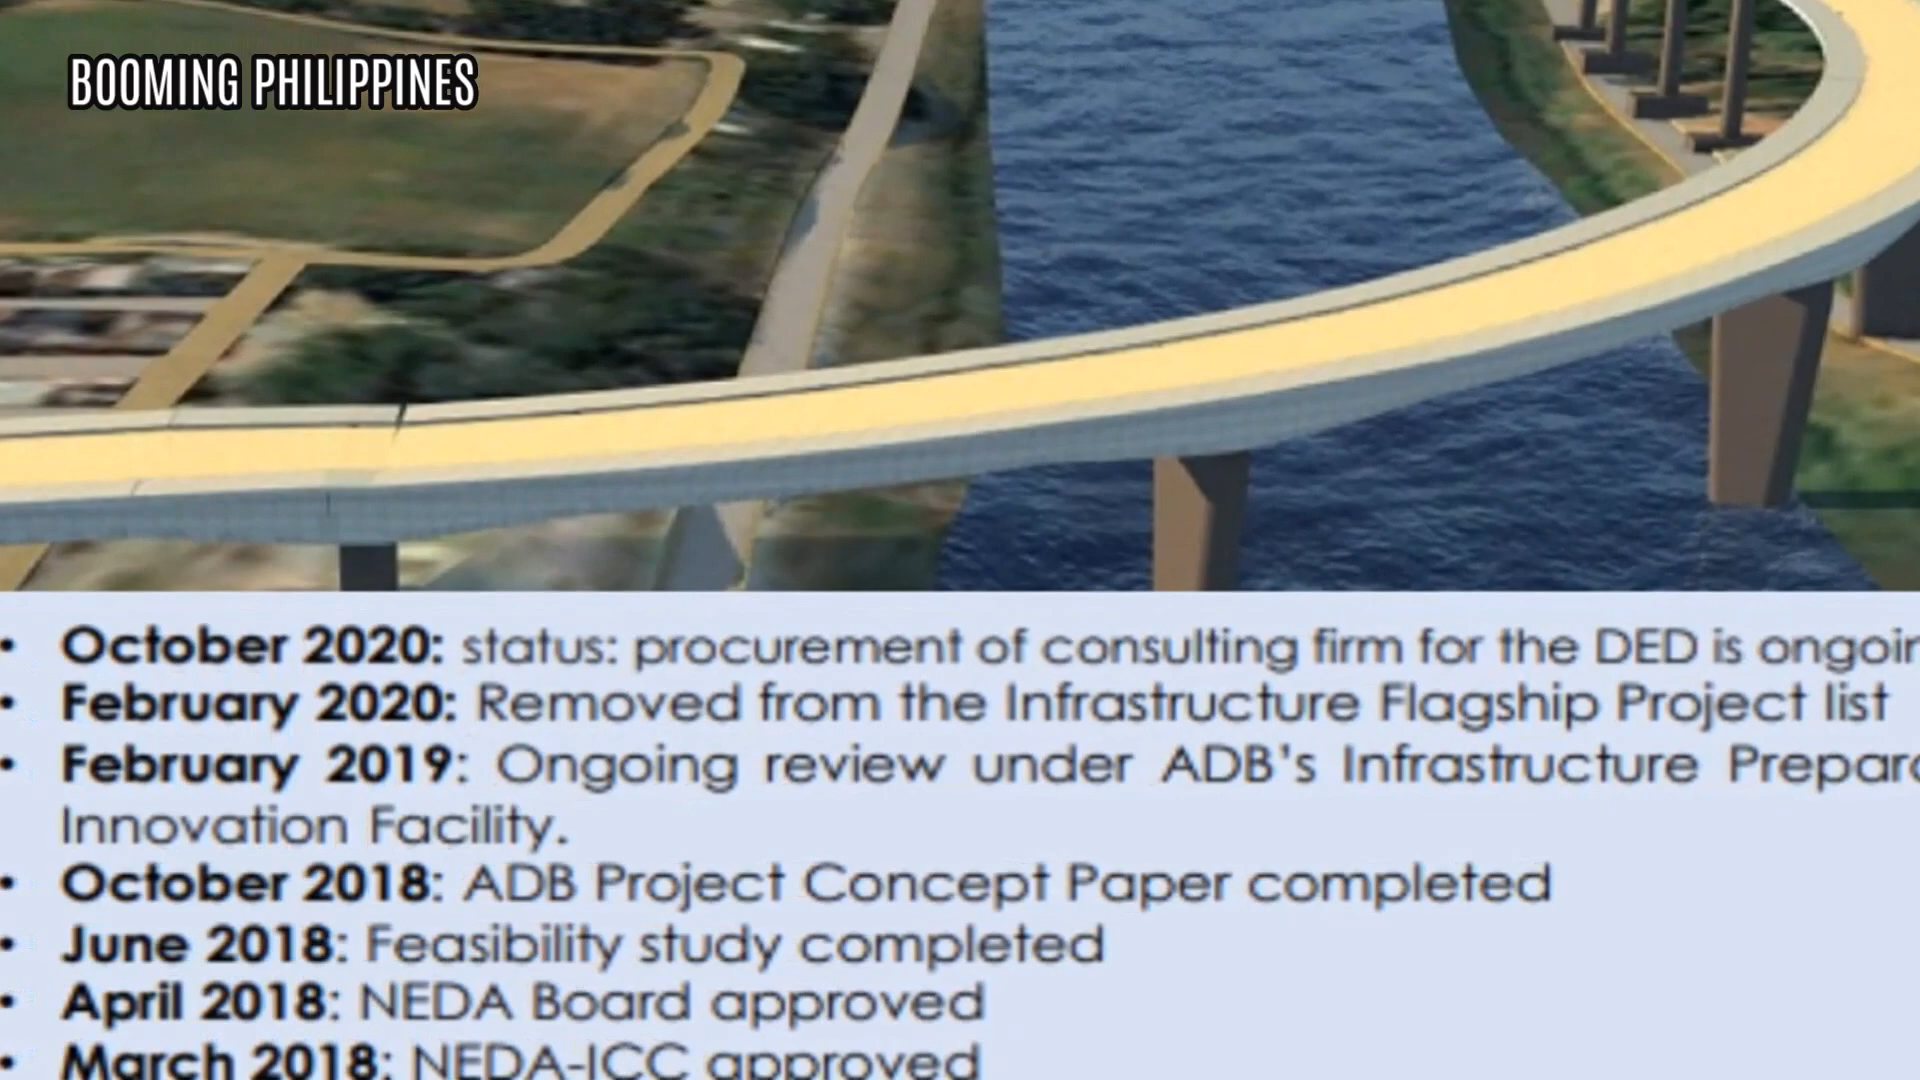 BOOMING PHILIPPINES
• October 2020: status: procurement of consulting firm for the DED is
• February 2020: Removed from the Infrastructure Flagship Project list
• February 2019: Ongoing review under ADB's Infrastructure
Innovation Facility.
• October 2018: ADB Project Concept Paper completed
• June 2018: Feasibility study completed
• April 2018: NEDA Board approved
• March 2018: NEDA-ICC approved